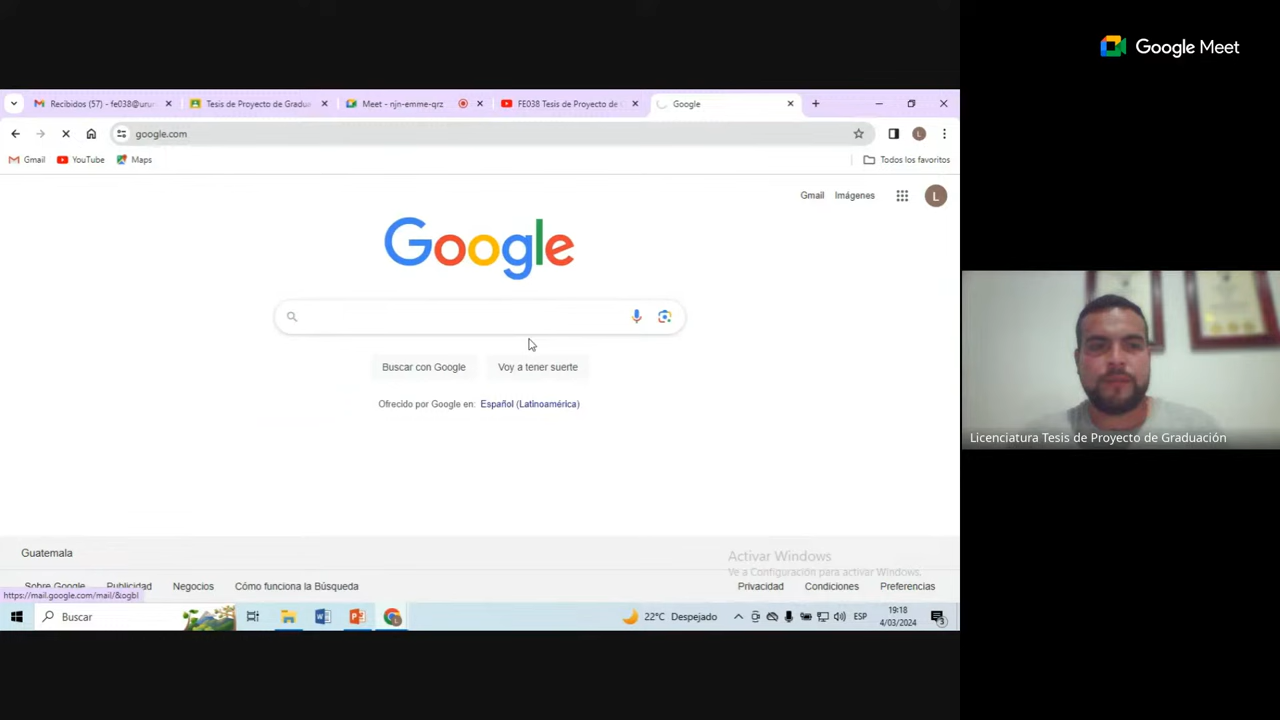 Google Meet
Recibidos (57) - fe038@urur
Tesis de Proyecto de Gradua
Meet - njn-emme-qrz
FE038 Tesis de Proyecto de
Google
google.com
Gmail
YouTube
Maps
Todos los favoritos
Gmail
Imágenes
L
Google
Buscar con Google
Voy a tener suerte
Ofrecido por Google en: Español (Latinoamérica)
Licenciatura Tesis de Proyecto de Graduación
Guatemala
Activar Windows
Ve a Configuración para activar Windows.
Sobre Google
Publicidad
Negocios
Cómo funciona la Búsqueda
Privacidad
Condiciones
Preferencias
https://mail.google.com/mail/&ogbl
Buscar
22°C Despejado
ESP
19:18
4/03/2024
3